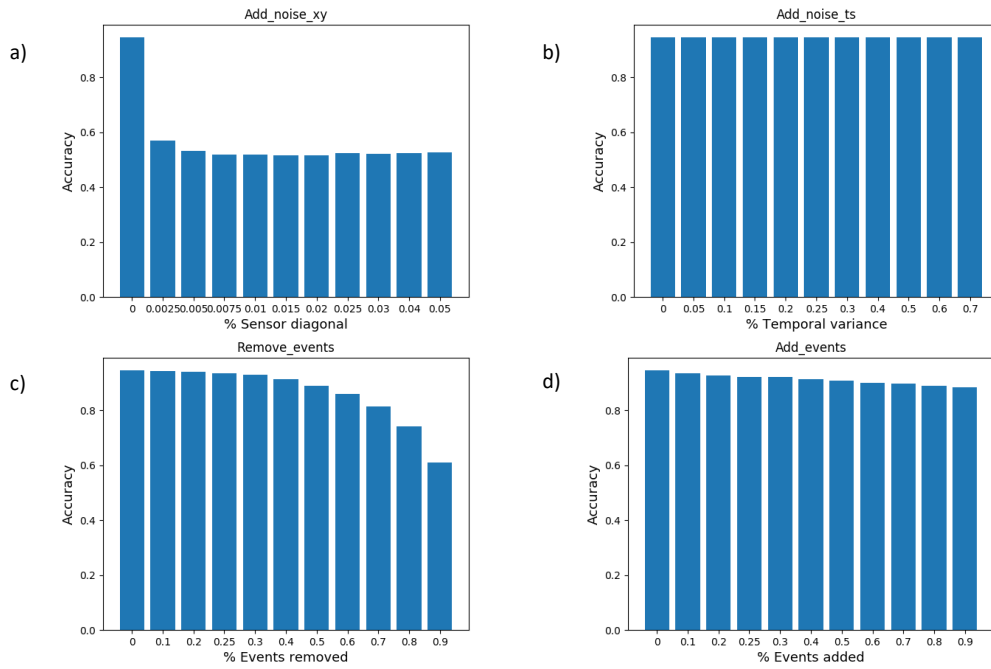 a)
Add_noise_xy
Accuracy
0.8
0.6
0.4
0.2
0.0
0 0.0025 0.005 0.0075 0.01 0.015 0.02 0.025 0.03 0.04 0.05
% Sensor diagonal
b)
Add_noise_ts
Accuracy
0.8
0.6
0.4
0.2
0.0
0 0.05 0.1 0.15 0.2 0.25 0.3 0.4 0.5 0.6 0.7
% Temporal variance
c)
Remove_events
Accuracy
0.8
0.6
0.4
0.2
0.0
0 0.1 0.2 0.25 0.3 0.4 0.5 0.6 0.7 0.8 0.9
% Events removed
d)
Add_events
Accuracy
0.8
0.6
0.4
0.2
0.0
0 0.1 0.2 0.25 0.3 0.4 0.5 0.6 0.7 0.8 0.9
% Events added